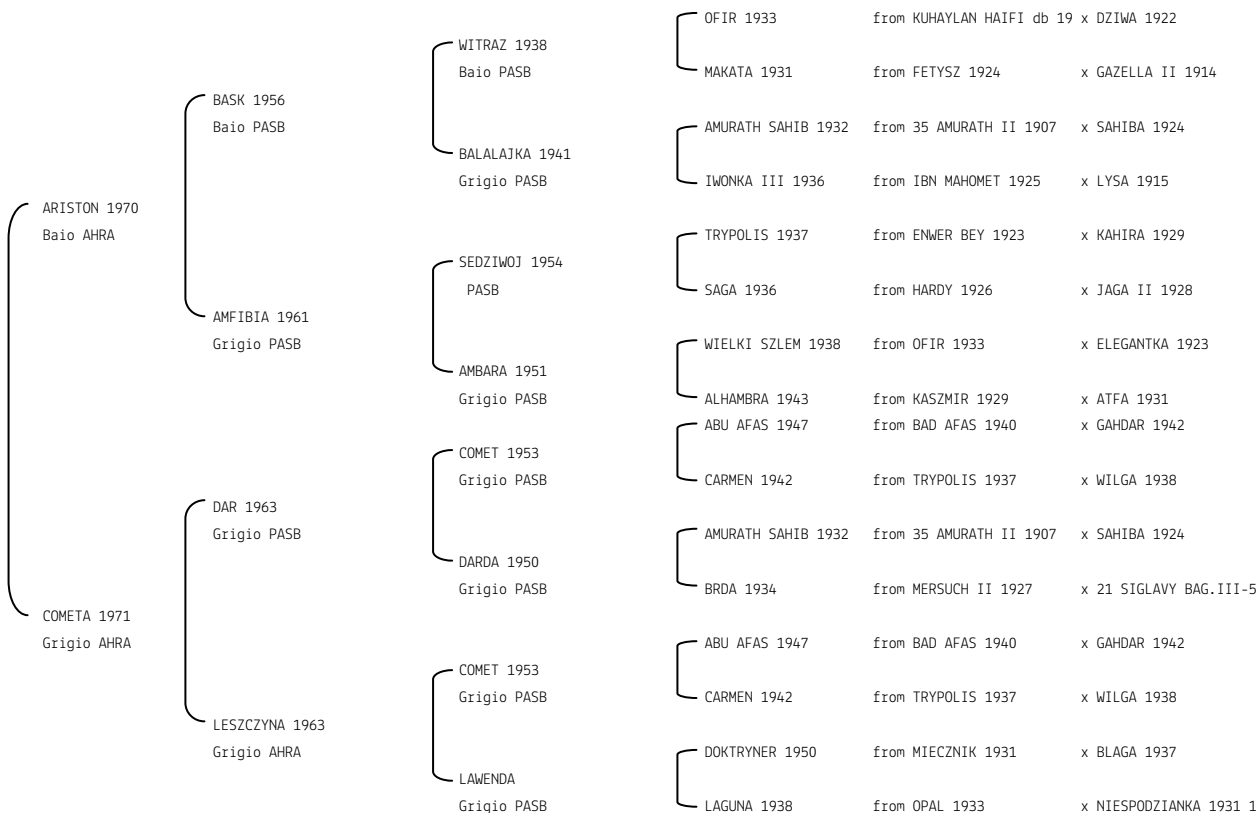 OFIR 1933 from KUHAYLAN HAIFI db 19 x DZIWA 1922
WITRAZ 1938
Baio PASB
MAKATA 1931 from FETYSZ 1924 x GAZELLA II 1914
BASK 1956
Baio PASB
AMURATH SAHIB 1932 from 35 AMURATH II 1907 x SAHIBA 1924
BALALAJKA 1941
Grigio PASB
IWONKA III 1936 from IBN MAHOMET 1925 x LYSA 1915
ARISTON 1970
Baio AHRA
TRYPOLIS 1937 from ENWER BEY 1923 x KAHIRA 1929
SEDZIWOJ 1954
PASB
SAGA 1936 from HARDY 1926 x JAGA II 1928
AMFIBIA 1961
Grigio PASB
WIELKI SZLEM 1938 from OFIR 1933 x ELEGANTKA 1923
AMBARA 1951
Grigio PASB
ALHAMBRA 1943 from KASZMIR 1929 x ATFA 1931
ABU AFAS 1947 from BAD AFAS 1940 x GAHDAR 1942
COMET 1953
Grigio PASB
CARMEN 1942 from TRYPOLIS 1937 x WILGA 1938
DAR 1963
Grigio PASB
AMURATH SAHIB 1932 from 35 AMURATH II 1907 x SAHIBA 1924
DARDA 1950
Grigio PASB
BRDA 1934 from MERSUCH II 1927 x 21 SIGLAVY BAG.III-5
COMETA 1971
Grigio AHRA
ABU AFAS 1947 from BAD AFAS 1940 x GAHDAR 1942
COMET 1953
Grigio PASB
CARMEN 1942 from TRYPOLIS 1937 x WILGA 1938
LESZCZYNA 1963
Grigio AHRA
DOKTRYNER 1950 from MIECZNIK 1931 x BLAGA 1937
LAWENDA
Grigio PASB
LAGUNA 1938 from OPAL 1933 x NIESPODZIANKA 1931 1